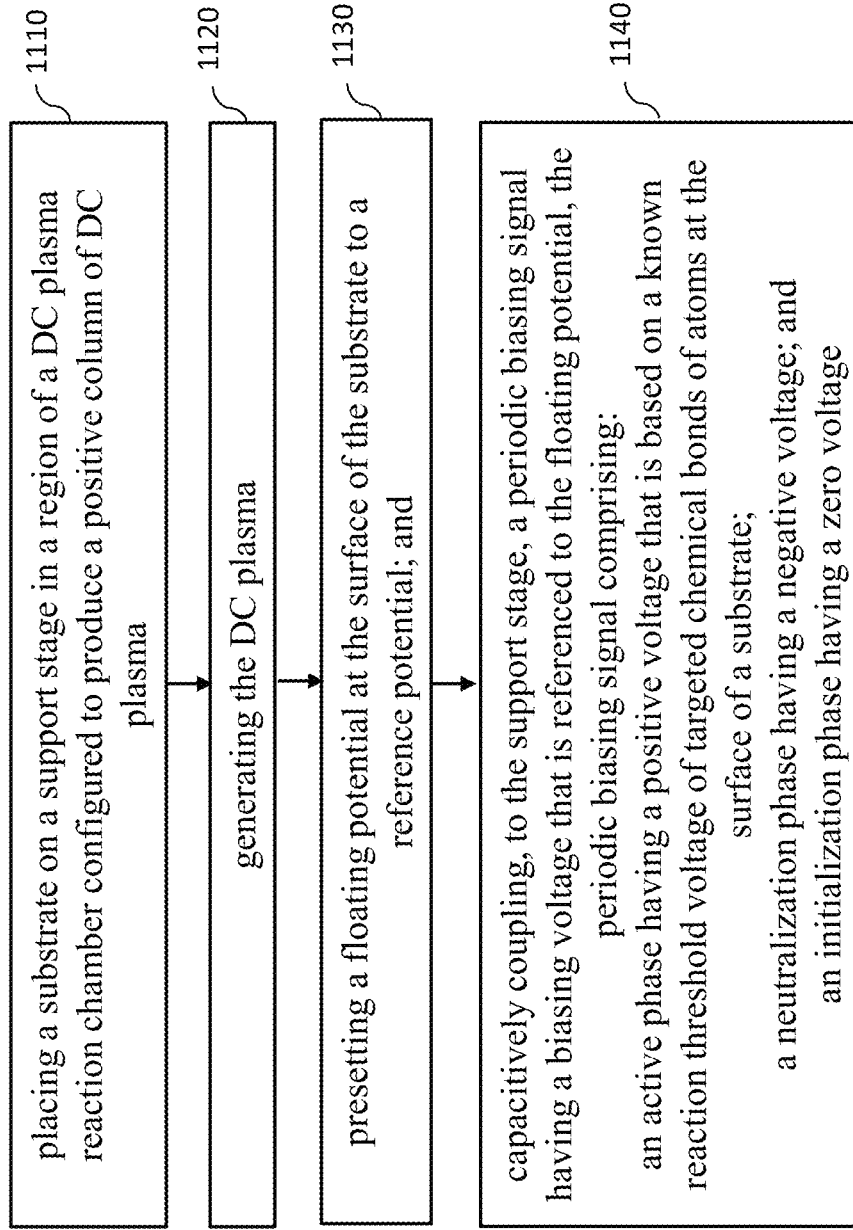 placing a substrate on a support stage in a region of a DC plasma
reaction chamber configured to produce a positive column of DC
plasma
1110
generating the DC plasma
1120
presetting a floating potential at the surface of the substrate to a
reference potential; and
1130
capacitively coupling, to the support stage, a periodic biasing signal
having a biasing voltage that is referenced to the floating potential, the
periodic biasing signal comprising:
an active phase having a positive voltage that is based on a known
reaction threshold voltage of targeted chemical bonds of atoms at the
surface of a substrate;
a neutralization phase having a negative voltage; and
an initialization phase having a zero voltage
1140